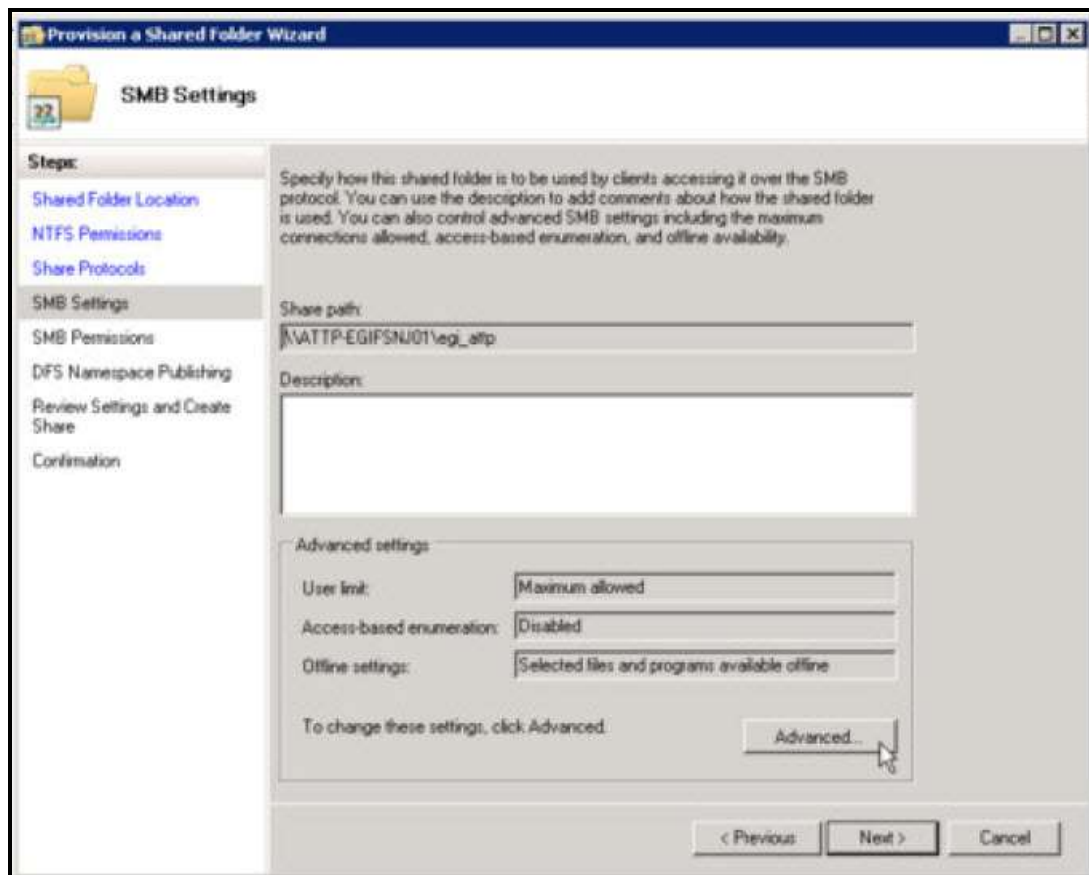 Provision a Shared Folder Wizard
SMB Settings
Steps:
Shared Folder Location
NTFS Permissions
Share Protocols
SMB Settings
SMB Permissions
DFS Namespace Publishing
Review Settings and Create
Share
Confirmation
Specify how this shared folder is to be used by clients accessing it over the SMB
protocol. You can use the description to add comments about how the shared folder
is used. You can also control advanced SMB settings including the maximum
connections allowed, access-based enumeration, and offline availability.
Share path:
\\ATTP-EGIFSNJ01\egi_attp
Description:
Advanced settings
User limit:
Maximum allowed
Access-based enumeration:
Disabled
Offline settings:
Selected files and programs available offline
To change these settings, click Advanced.
Advanced...
< Previous
Next >
Cancel